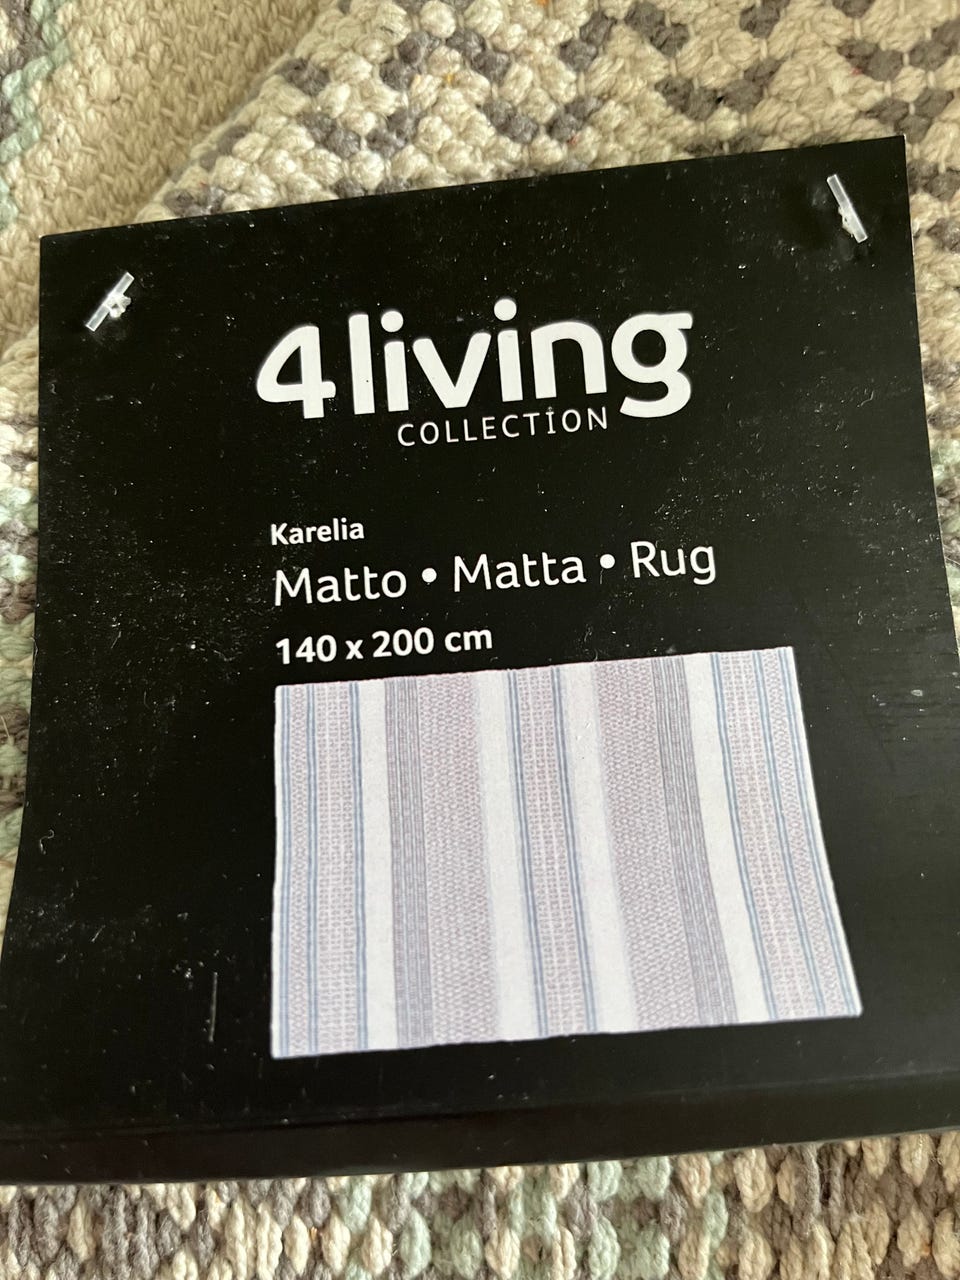 4living
COLLECTION
Karelia
Matto • Matta • Rug
140 x 200 cm